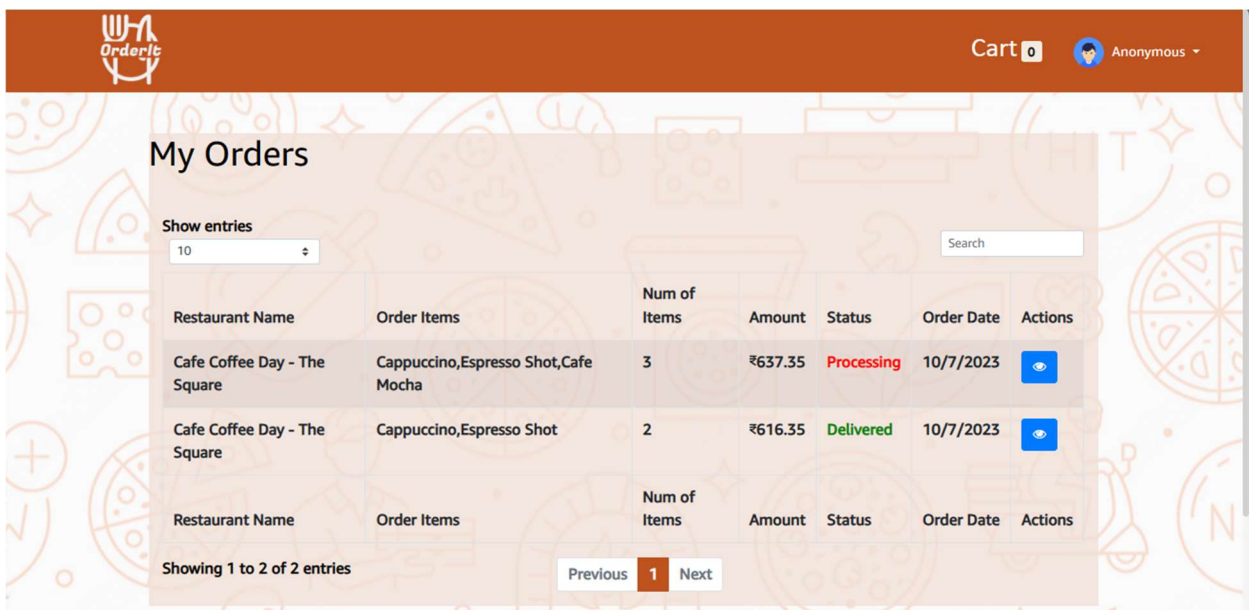 OrderIt
Cart 0
Anonymous
My Orders
Show entries
10
Search
Num of
Restaurant Name Order Items Items Amount Status Order Date Actions
Cafe Coffee Day - The Cappuccino,Espresso Shot,Cafe 3 ₹637.35 Processing 10/7/2023
Square Mocha
Cafe Coffee Day - The Cappuccino,Espresso Shot 2 ₹616.35 Delivered 10/7/2023
Square
Num of
Restaurant Name Order Items Items Amount Status Order Date Actions
Showing 1 to 2 of 2 entries
Previous 1 Next
HIT
N